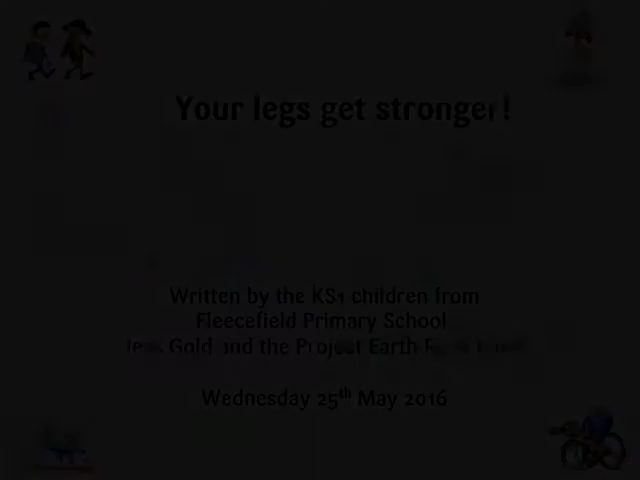 Your legs get stronger!
Written by the KS1 children from
Fleecefield Primary School
Gold and the Project Earth
Wednesday 25th May 2016